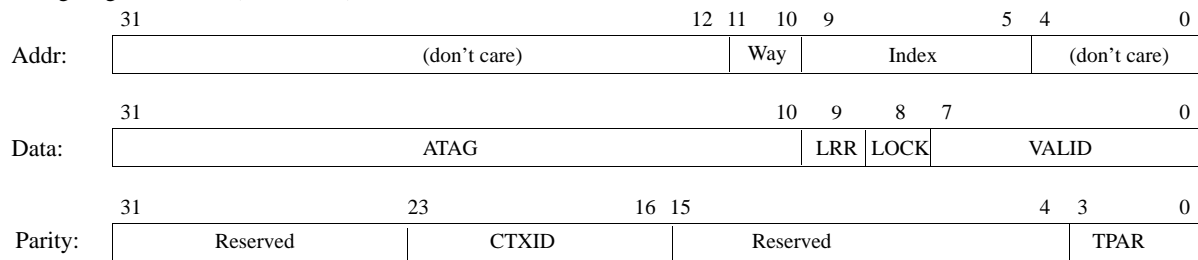 31 12 11 10 9 5 4 0
Addr: (don't care) Way Index (don't care)
31 10 9 8 7 0
Data: ATAG LRR LOCK VALID
31 23 16 15 4 3 0
Parity: Reserved CTXID Reserved TPAR